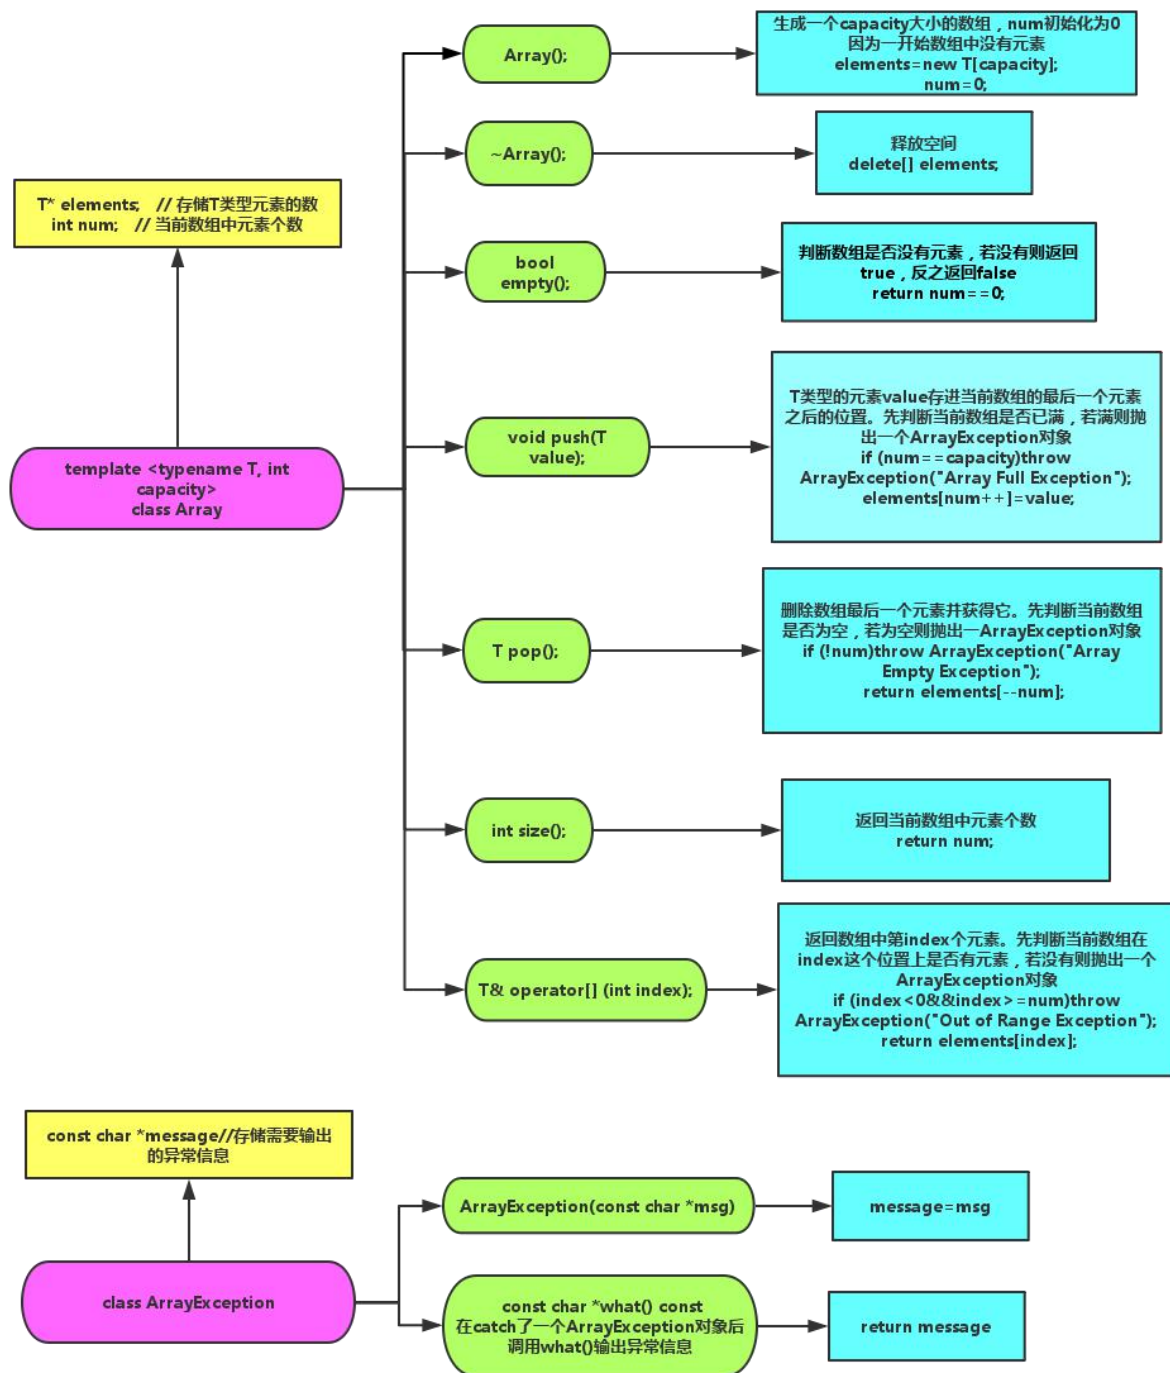 Array();
生成一个capacity大小的数组，num初始化为0
因为一开始数组中没有元素
elements=new T[capacity];
num=0;
~Array();
释放空间
delete[] elements;
T* elements;   // 存储T类型元素的数
int num;   // 当前数组中元素个数
bool
empty();
判断数组是否没有元素，若没有则返回
true，反之返回false
return num==0;
template <typename T, int
capacity>
class Array
void push(T
value);
T类型的元素value存进当前数组的最后一个元素
之后的位置。先判断当前数组是否已满，若满则抛
出一个ArrayException对象
if (num==capacity)throw
ArrayException("Array Full Exception");
elements[num++]=value;
T pop();
删除数组最后一个元素并获得它。先判断当前数组
是否为空，若为空则抛出一ArrayException对象
if (!num)throw ArrayException("Array
Empty Exception");
return elements[--num];
int size();
返回当前数组中元素个数
return num;
T& operator[] (int index);
返回数组中第index个元素。先判断当前数组在
index这个位置上是否有元素，若没有则抛出一个
ArrayException对象
if (index<0&&index>=num)throw
ArrayException("Out of Range Exception");
return elements[index];
const char *message//存储需要输出
的异常信息
class ArrayException
ArrayException(const char *msg)
message=msg
const char *what() const
在catch了一个ArrayException对象后
调用what()输出异常信息
return message